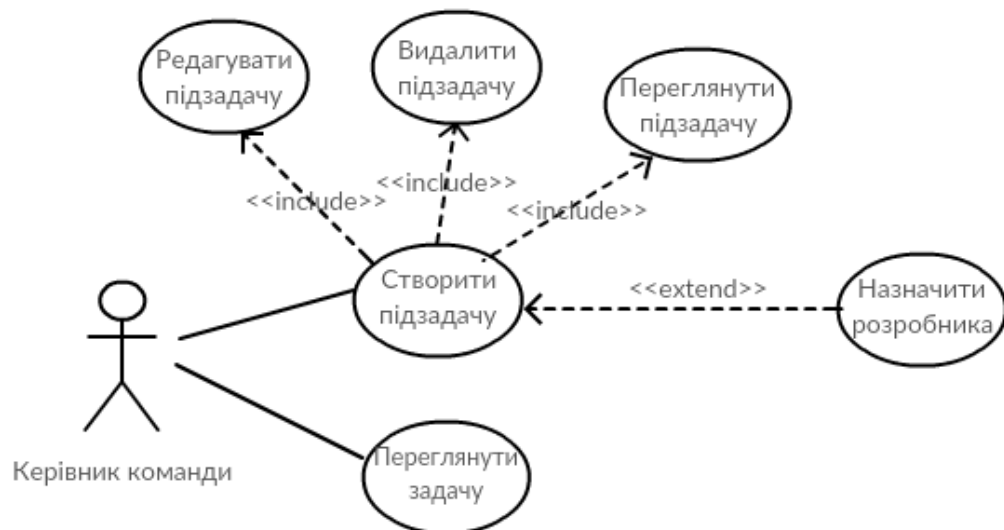 Редагувати
підзадачу
Видалити
підзадачу
Переглянути
підзадачу
<<include>>
<<include>>
<<include>>
Створити
підзадачу
<<extend>>
Назначити
розробника
Керівник команди
Переглянути
задачу